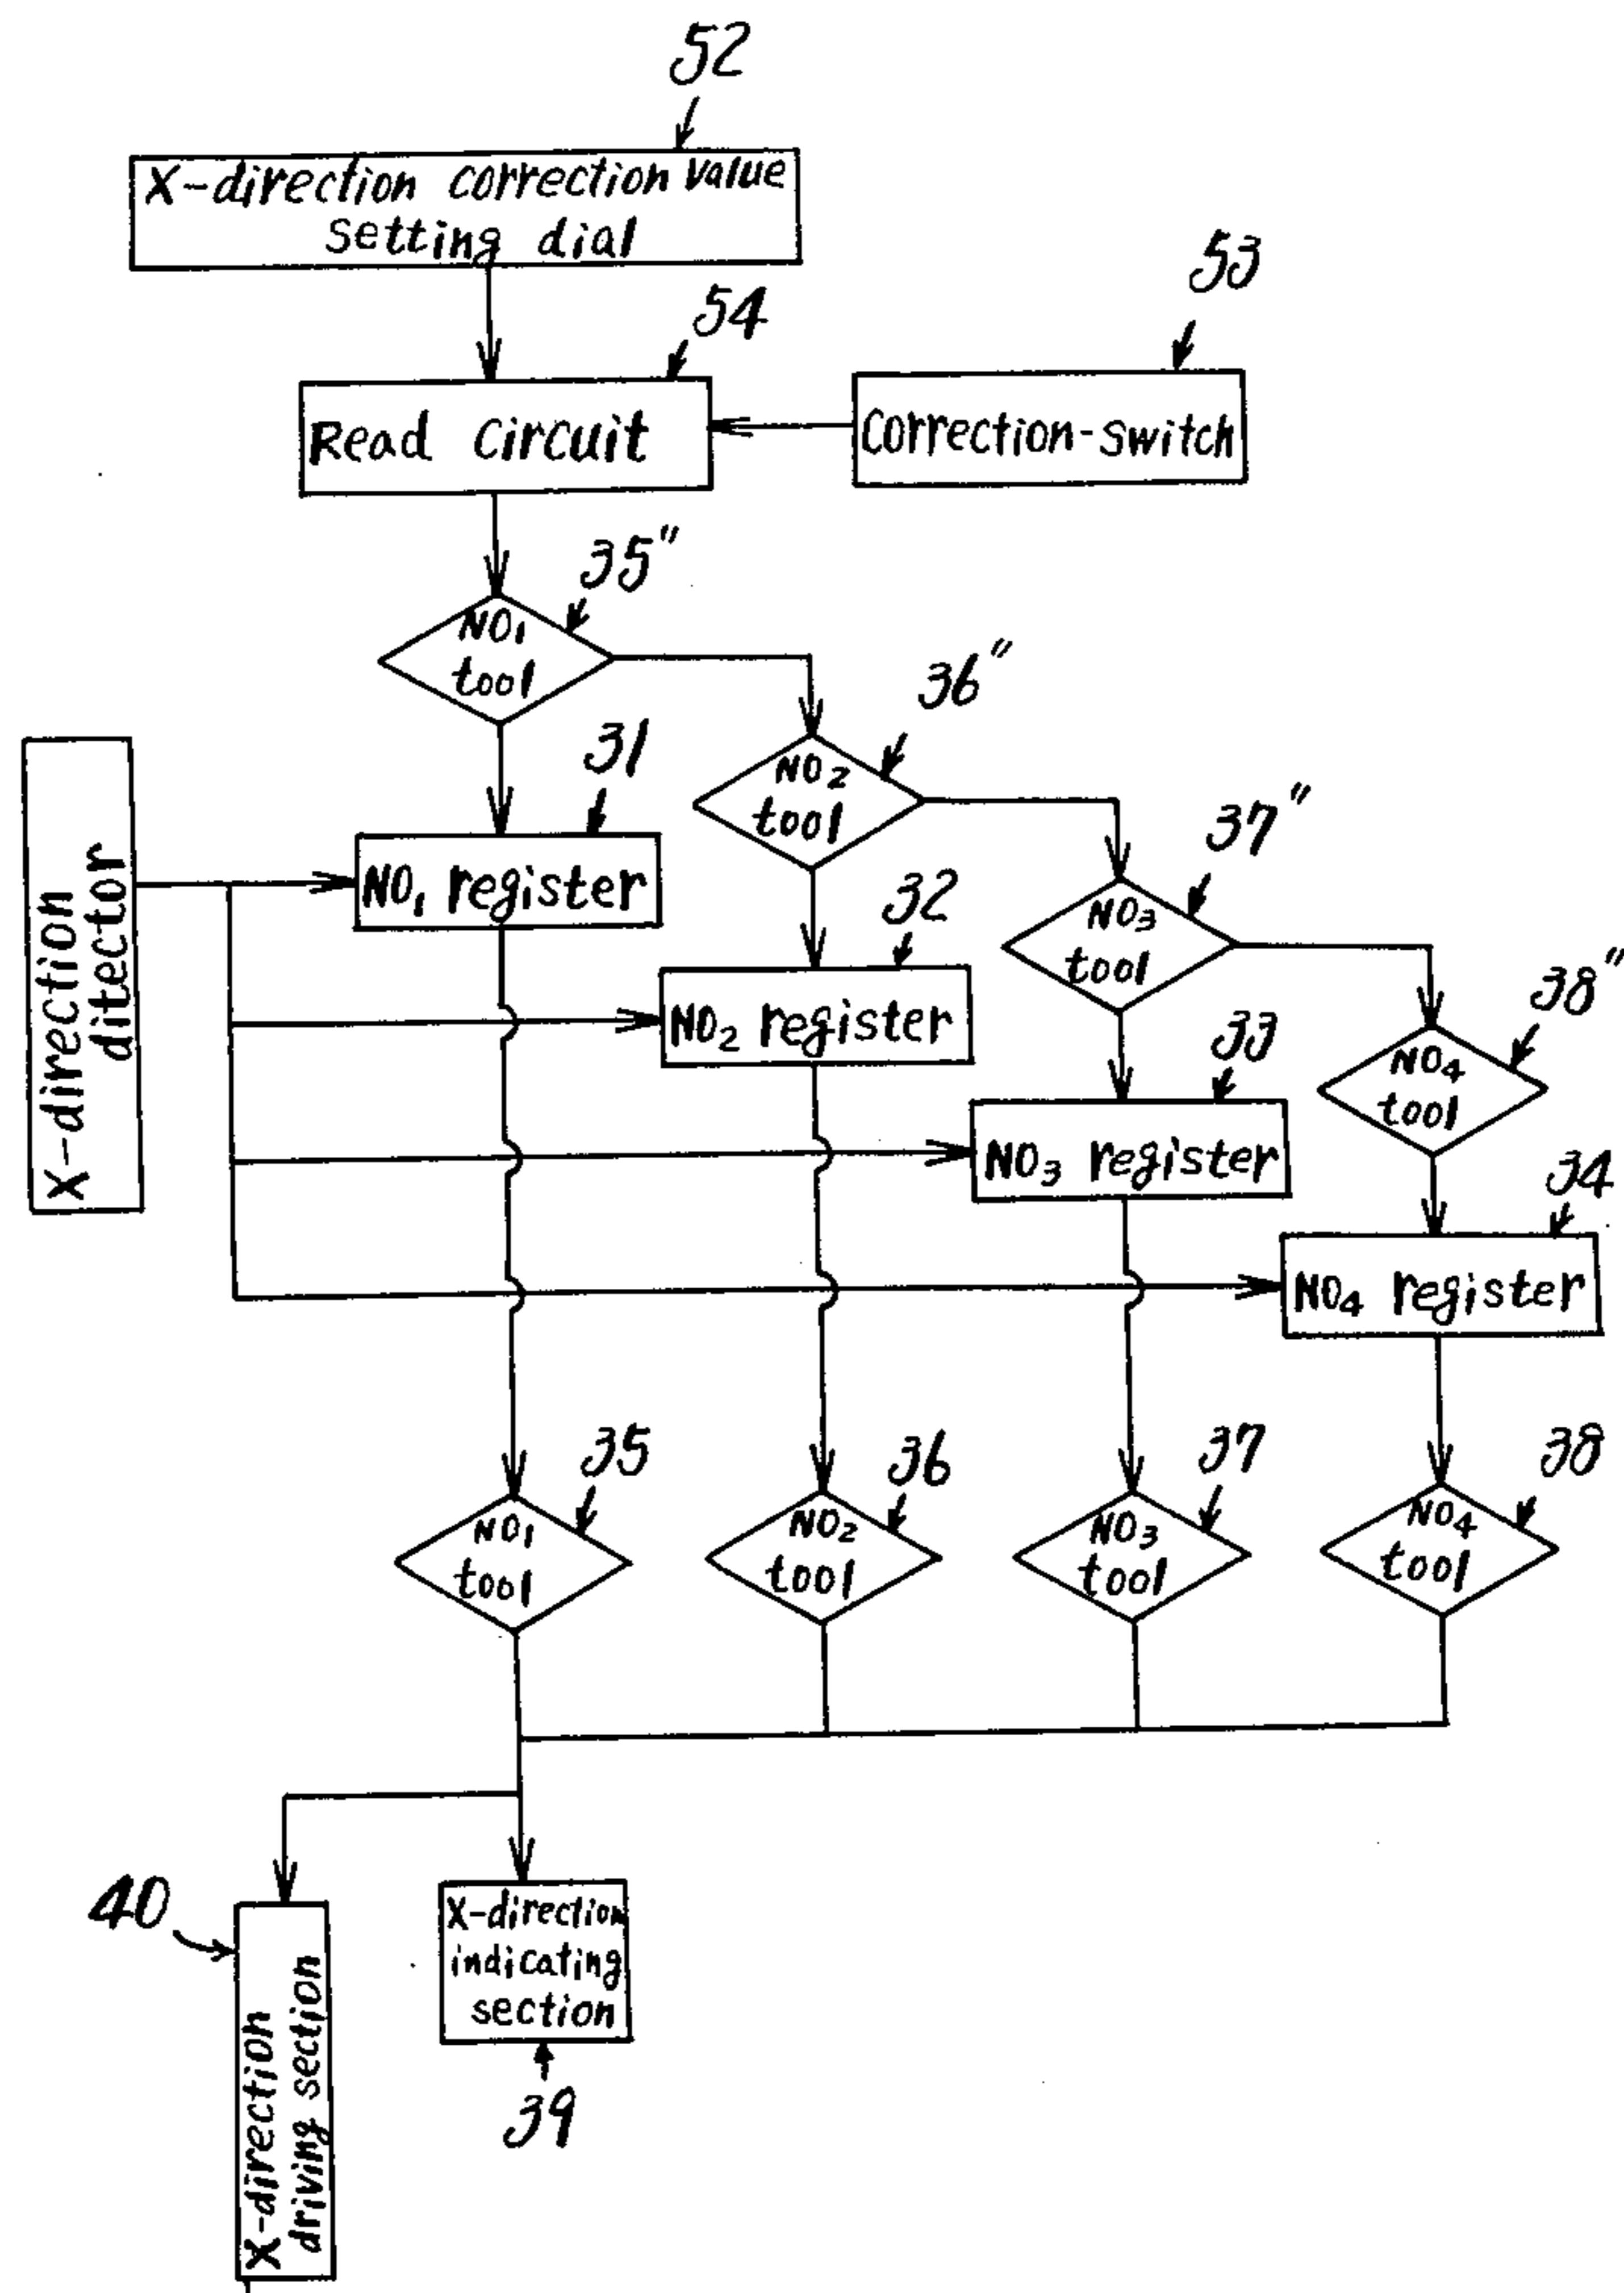 52
X-direction correction value
setting dial
53
54
Read circuit
Correction-switch
35"
NO1
tool
36"
NO2
tool
31
37"
NO3
tool
X-direction
ditector
NO1 register
32
38"
NO2 register
33
NO4
tool
NO3 register
34
NO4 register
35
NO1
tool
36
NO2
tool
37
NO3
tool
38
NO4
tool
40
X-direction
driving section
X-direction
indicating
section
39